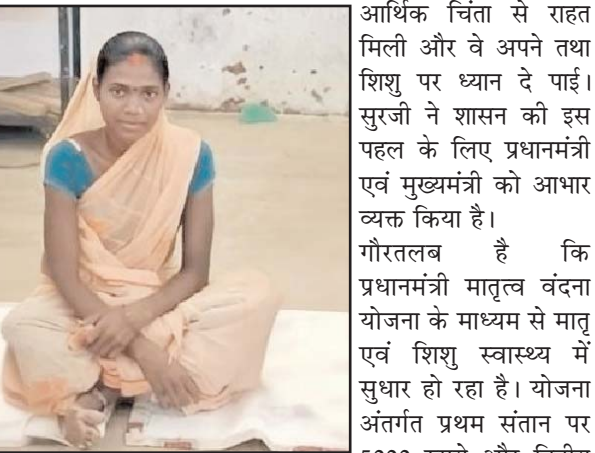 आर्थिक चिंता से राहत
मिली और वे अपने तथा
शिशु पर ध्यान दे पाई।
सुरजी ने शासन की इस
पहल के लिए प्रधानमंत्री
एवं मुख्यमंत्री को आभार
व्यक्त किया है।
गौरतलब है कि
प्रधानमंत्री मातृत्व वंदना
योजना के माध्यम से मातृ
एवं शिशु स्वास्थ्य में
सुधार हो रहा है। योजना
अंतर्गत प्रथम संतान पर